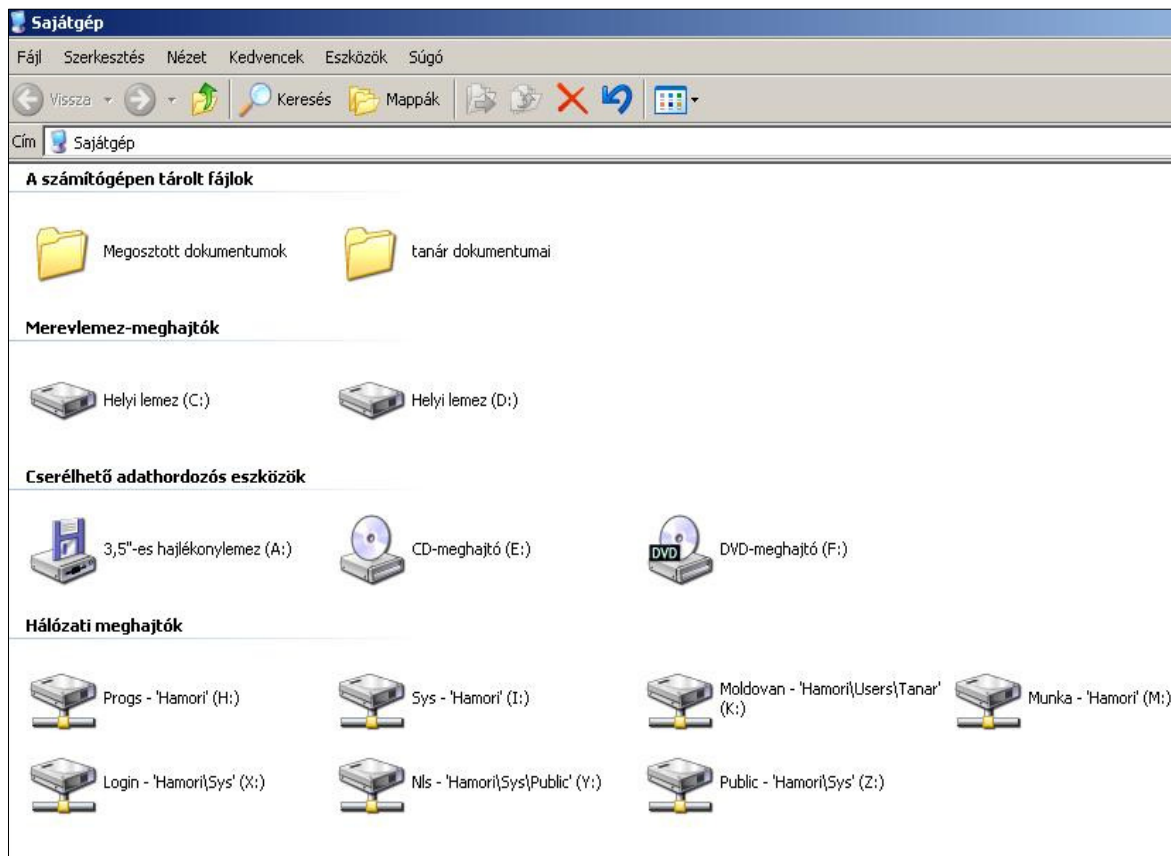 Sajátgép
Fájl Szerkesztés Nézet Kedvencek Eszközök Súgó
Vissza Keresés Mappák
Cím Sajátgép
A számítógépen tárolt fájlok
Megosztott dokumentumok tanár dokumentumai
Merevlemez-meghajtók
Helyi lemez (C:) Helyi lemez (D:)
Cserélhető adathordozós eszközök
3,5"-es hajlékonylemez (A:) CD-meghajtó (E:) DVD DVD-meghajtó (F:)
Hálózati meghajtók
Progs - 'Hamori' (H:) Sys - 'Hamori' (I:) Moldovan - 'Hamori\Users\Tanar' (K:) Munka - 'Hamori' (M:)
Login - 'Hamori\Sys' (X:) Nls - 'Hamori\Sys\Public' (Y:) Public - 'Hamori\Sys' (Z:)